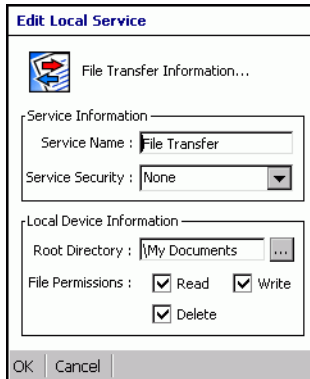 Edit Local Service
File Transfer Information...
Service Information
Service Name : File Transfer
Service Security : None
Local Device Information
Root Directory : \My Documents ...
File Permissions : Read Write
Delete
OK Cancel